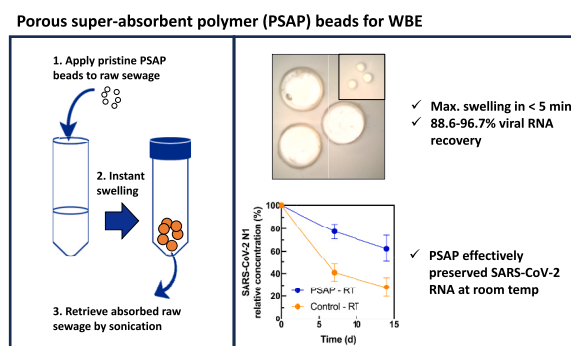 Porous super-absorbent polymer (PSAP) beads for WBE
1. Apply pristine PSAP
beads to raw sewage
2. Instant
swelling
3. Retrieve absorbed raw
sewage by sonication
✓ Max. swelling in < 5 min
✓ 88.6-96.7% viral RNA
recovery
SARS-CoV-2 N1
relative concentration (%)
100
80
60
40
20
0
PSAP - RT
Control - RT
0 5 10 15
Time (d)
✓ PSAP effectively
preserved SARS-CoV-2
RNA at room temp